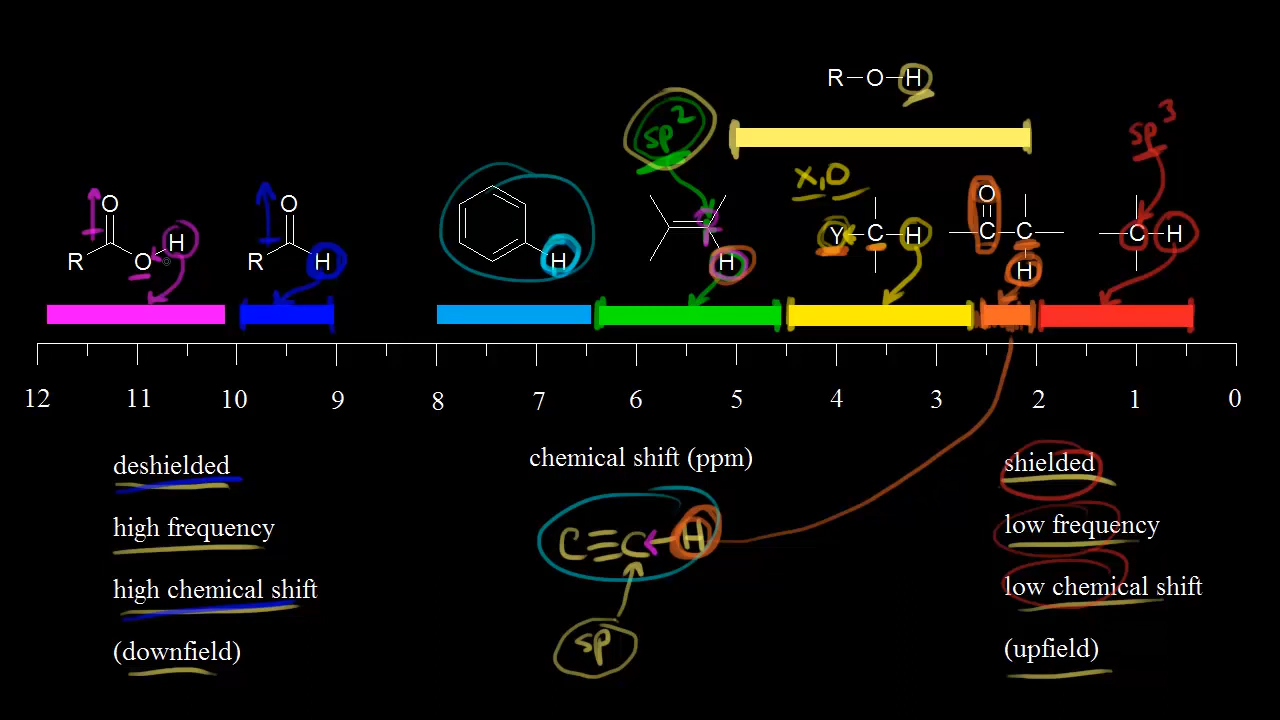 R-O-H
sp²
sp³
X,O
O
R
O
H
O
R
H
H
H
Y-C-H
O
C
C
H
C-H
12 11 10 9 8 7 6 5 4 3 2 1 0
chemical shift (ppm)
deshielded
high frequency
high chemical shift
(downfield)
C≡C-H
sp
shielded
low frequency
low chemical shift
(upfield)